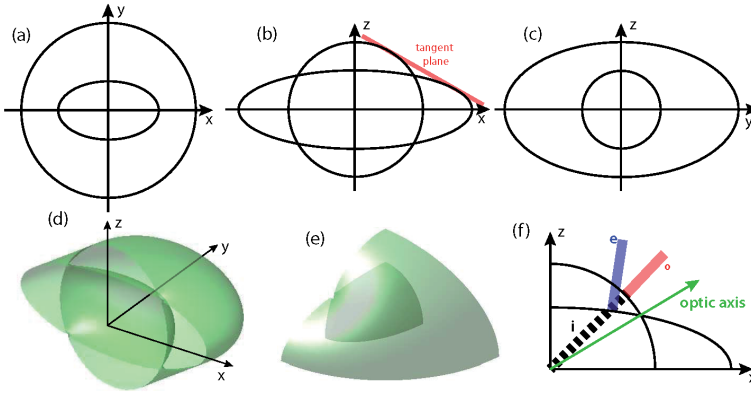 (a)
y
x
(b)
z
tangent
plane
x
(c)
z
y
(d)
z
y
x
(e)
(f)
z
e
o
optic axis
i
x